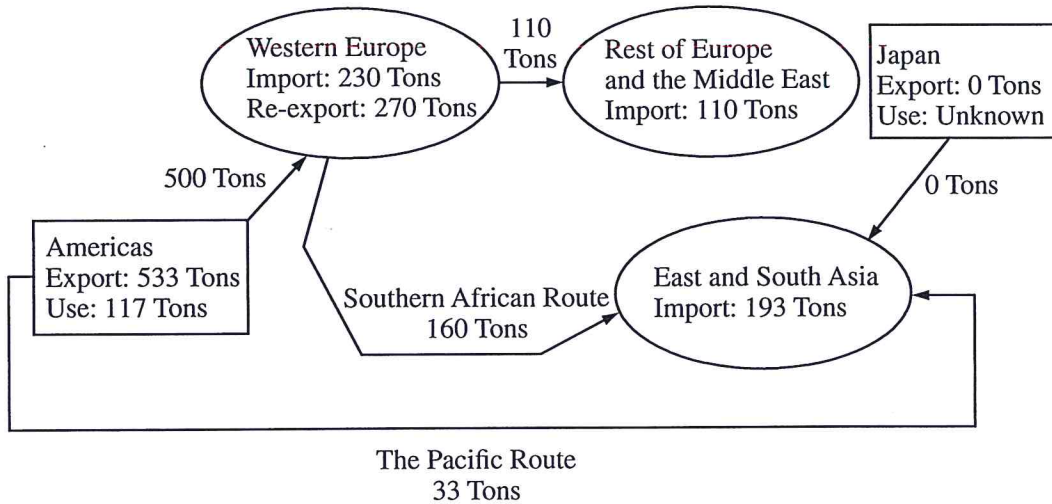 110
Tons
Western Europe
Import: 230 Tons
Re-export: 270 Tons
Rest of Europe
and the Middle East
Import: 110 Tons
Japan
Export: 0 Tons
Use: Unknown
500 Tons
0 Tons
Americas
Export: 533 Tons
Use: 117 Tons
Southern African Route
160 Tons
East and South Asia
Import: 193 Tons
The Pacific Route
33 Tons